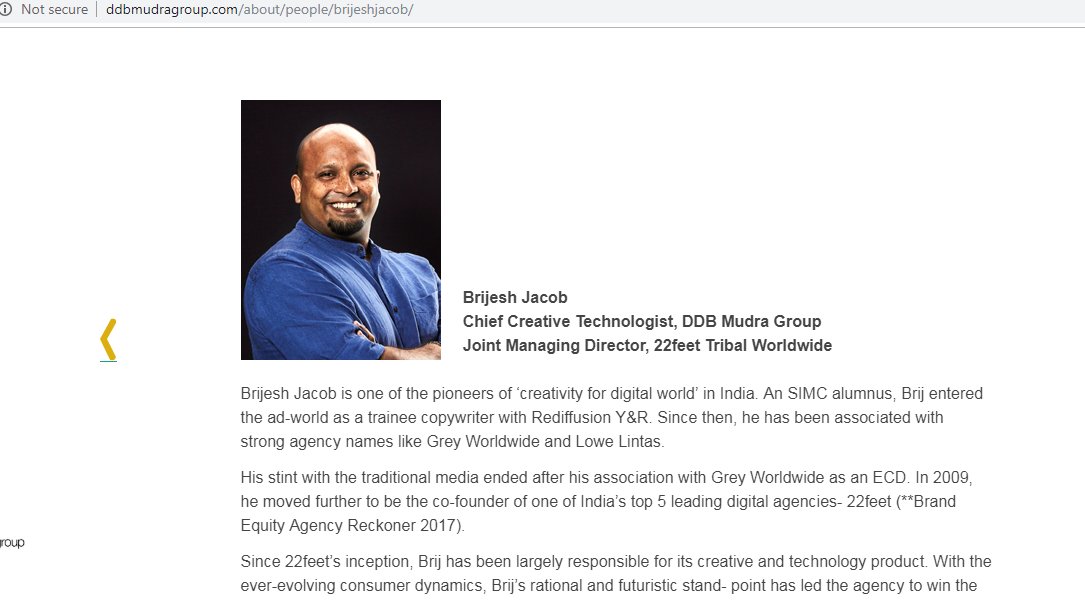 Not secure | ddbmudragroup.com/about/people/brijeshjacob/
Brijesh Jacob
Chief Creative Technologist, DDB Mudra Group
Joint Managing Director, 22feet Tribal Worldwide
Brijesh Jacob is one of the pioneers of ‘creativity for digital world’ in India. An SIMC alumnus, Brij entered
the ad-world as a trainee copywriter with Rediffusion Y&R. Since then, he has been associated with
strong agency names like Grey Worldwide and Lowe Lintas.
His stint with the traditional media ended after his association with Grey Worldwide as an ECD. In 2009,
he moved further to be the co-founder of one of India’s top 5 leading digital agencies- 22feet (**Brand
Equity Agency Reckoner 2017).
roup
Since 22feet’s inception, Brij has been largely responsible for its creative and technology product. With the
ever-evolving consumer dynamics, Brij’s rational and futuristic stand- point has led the agency to win the